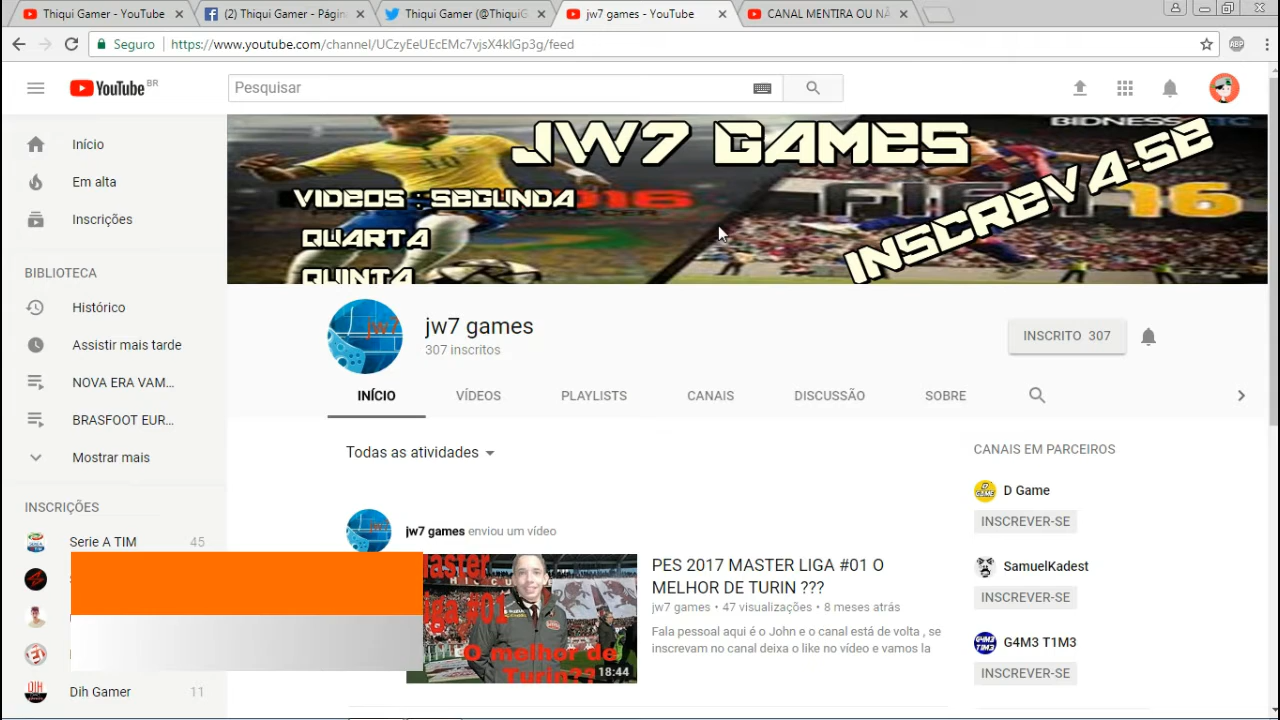 Thiqui Gamer - YouTube
(2) Thiqui Gamer - Págin
Thiqui Gamer (@ThiquiG
jw7 games - YouTube
CANAL MENTIRA OU NÃ
Seguro
https://www.youtube.com/channel/UCzyEeUEcEMc7vjsX4klGp3g/feed
ABP
YouTube BR
Pesquisar
JW7 GAMES
VIDEOS : SEGUNDA
QUARTA
QUINTA
INSCREVA-SE
16
Início
Em alta
Inscrições
BIBLIOTECA
Histórico
Assistir mais tarde
NOVA ERA VAM...
BRASFOOT EUR...
Mostrar mais
INSCRIÇÕES
Serie A TIM 45
Dih Gamer 11
jw7
jw7 games
307 inscritos
INSCRITO 307
INÍCIO
VÍDEOS
PLAYLISTS
CANAIS
DISCUSSÃO
SOBRE
Todas as atividades
jw7 games enviou um vídeo
O melhor de
Turin??
18:44
PES 2017 MASTER LIGA #01 O
MELHOR DE TURIN ???
jw7 games • 47 visualizações • 8 meses atrás
Fala pessoal aqui é o John e o canal está de volta , se
inscrevam no canal deixa o like no vídeo e vamos la
CANAIS EM PARCEIROS
D Game
INSCREVER-SE
SamuelKadest
INSCREVER-SE
G4M3 T1M3
INSCREVER-SE